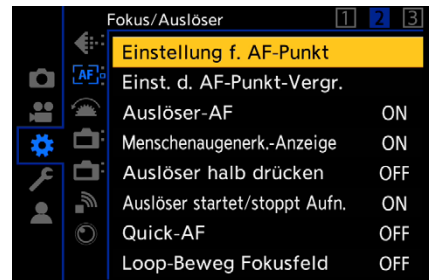 Fokus/Auslöser 1 2 3
Einstellung f. AF-Punkt
AF
Einst. d. AF-Punkt-Vergr.
Auslöser-AF ON
Menschenaugenerk.-Anzeige ON
Auslöser halb drücken OFF
Auslöser startet/stoppt Aufn. ON
Quick-AF OFF
Loop-Beweg Fokusfeld OFF